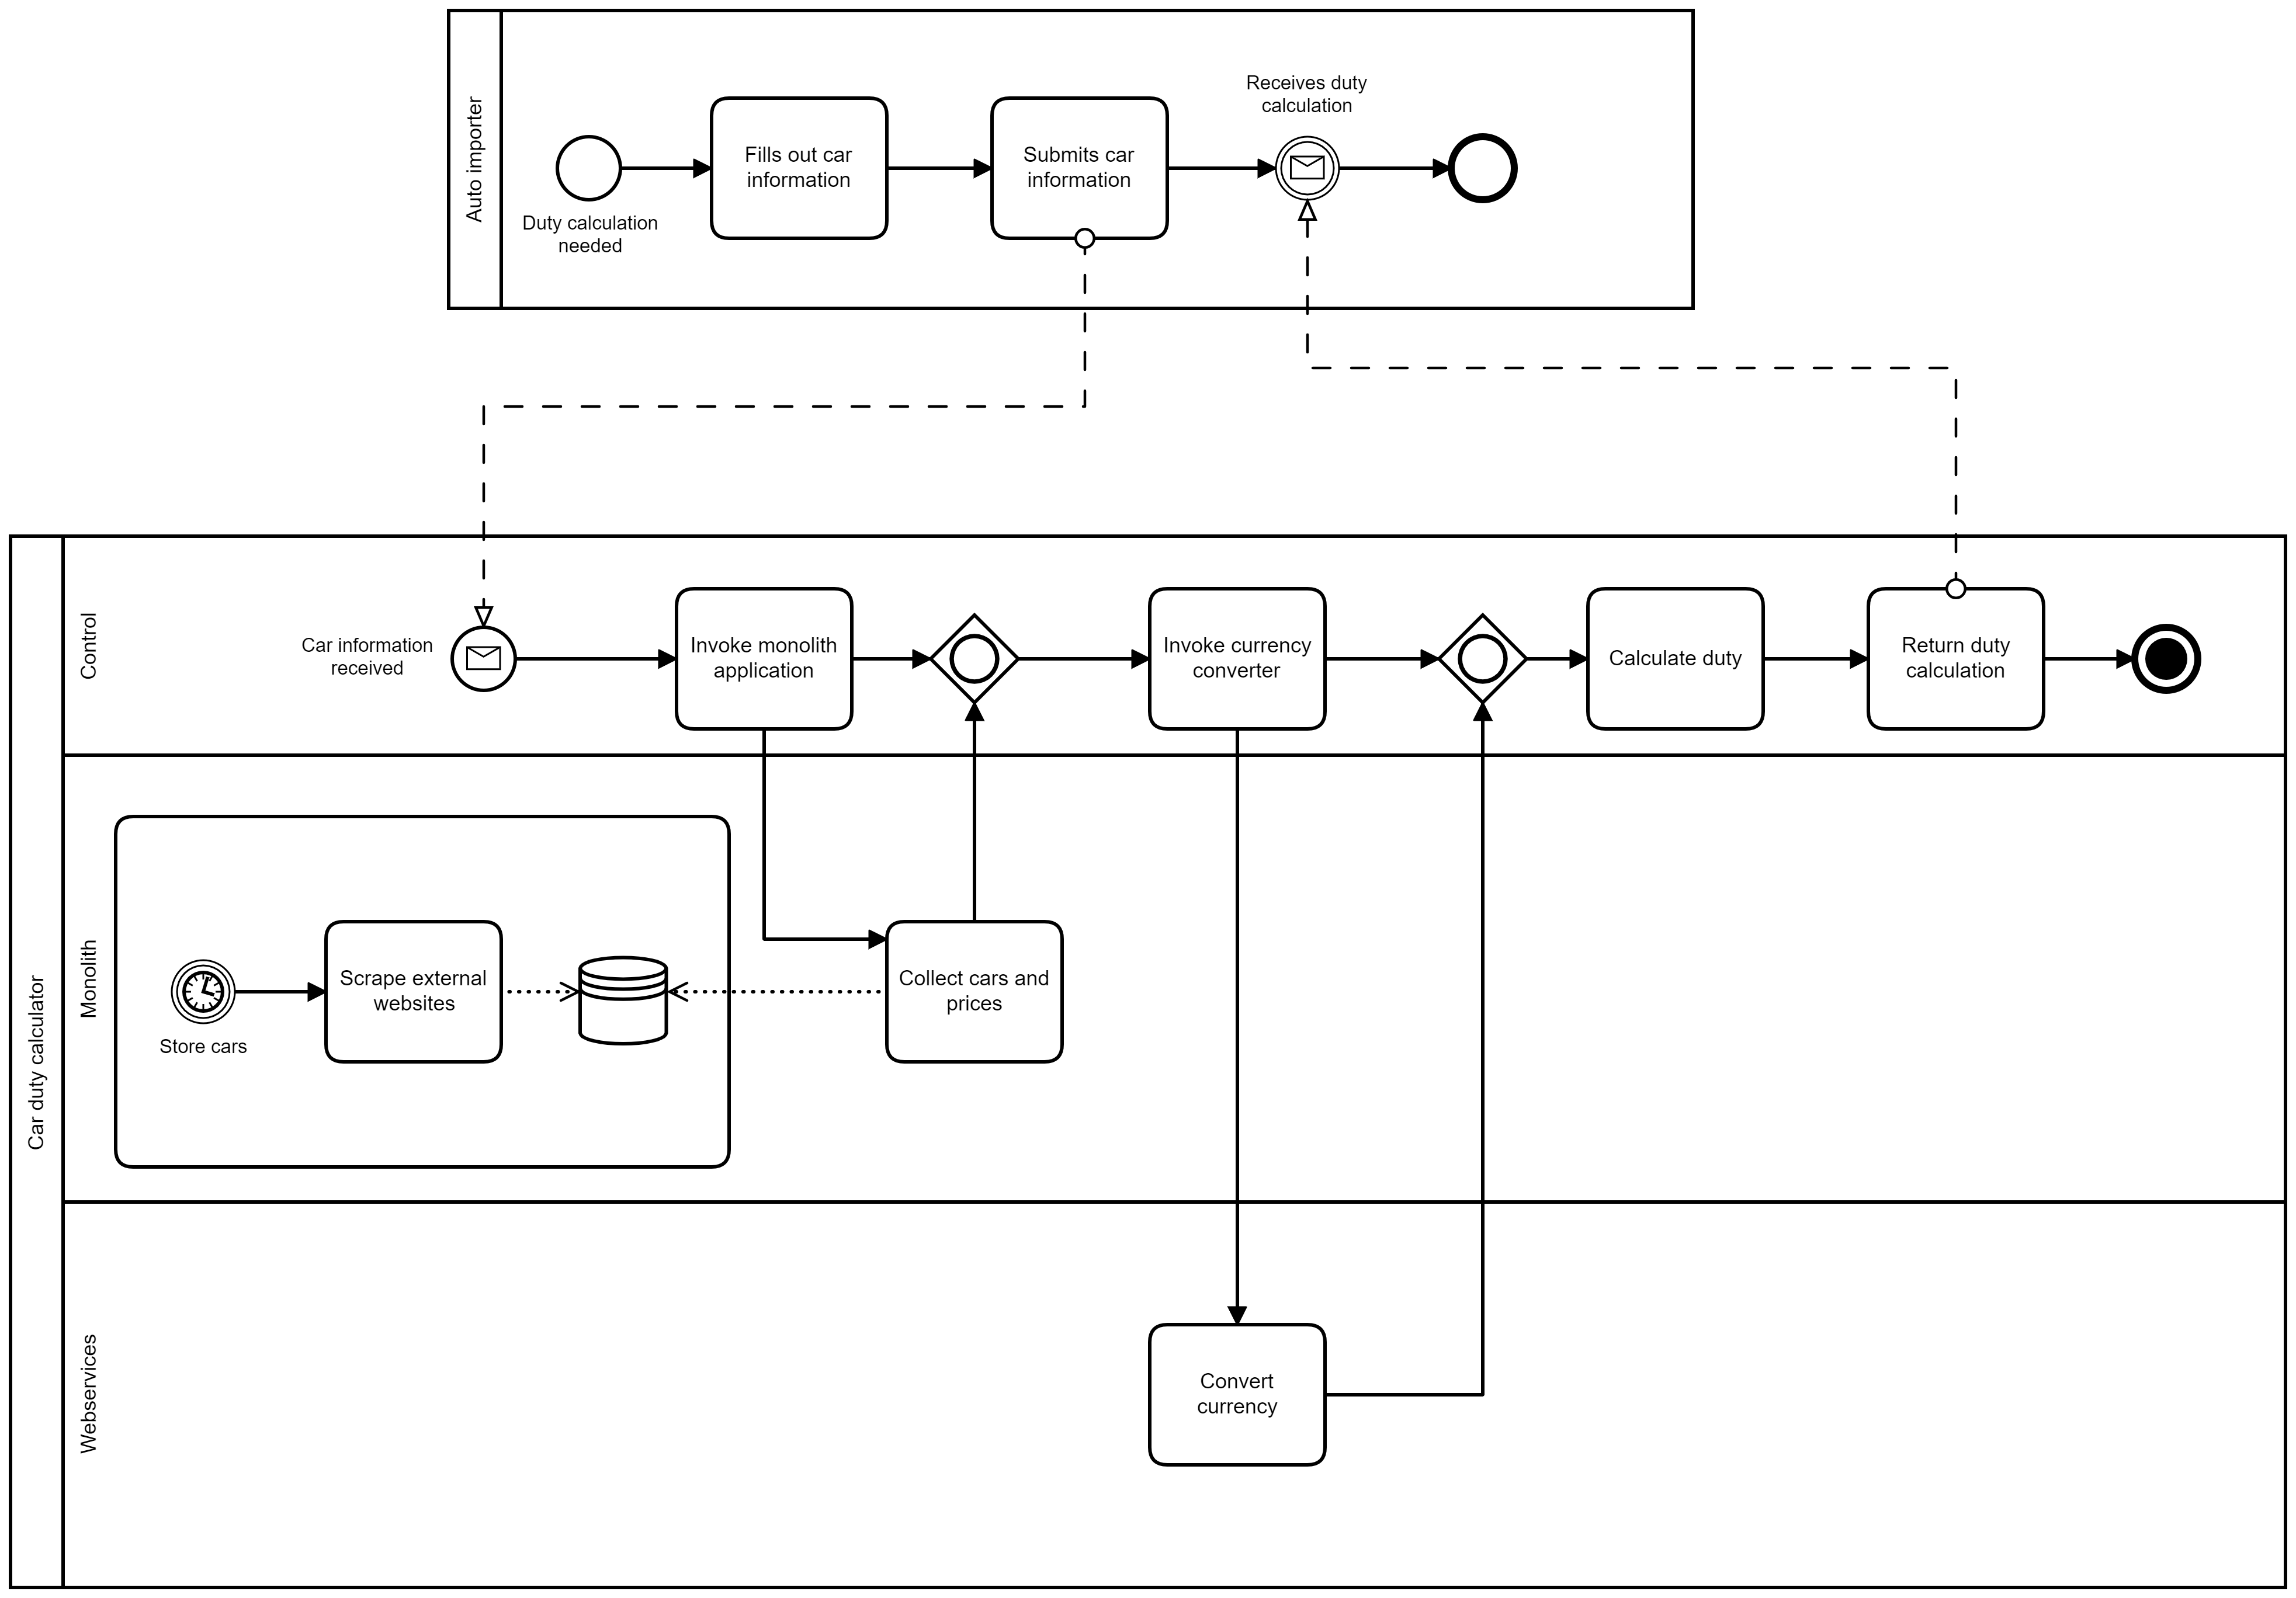 Auto importer
Duty calculation
needed
Fills out car
information
Submits car
information
Receives duty
calculation
Car duty calculator
Control
Car information
received
Invoke monolith
application
Invoke currency
converter
Calculate duty
Return duty
calculation
Monolith
Store cars
Scrape external
websites
Collect cars and
prices
Webservices
Convert
currency